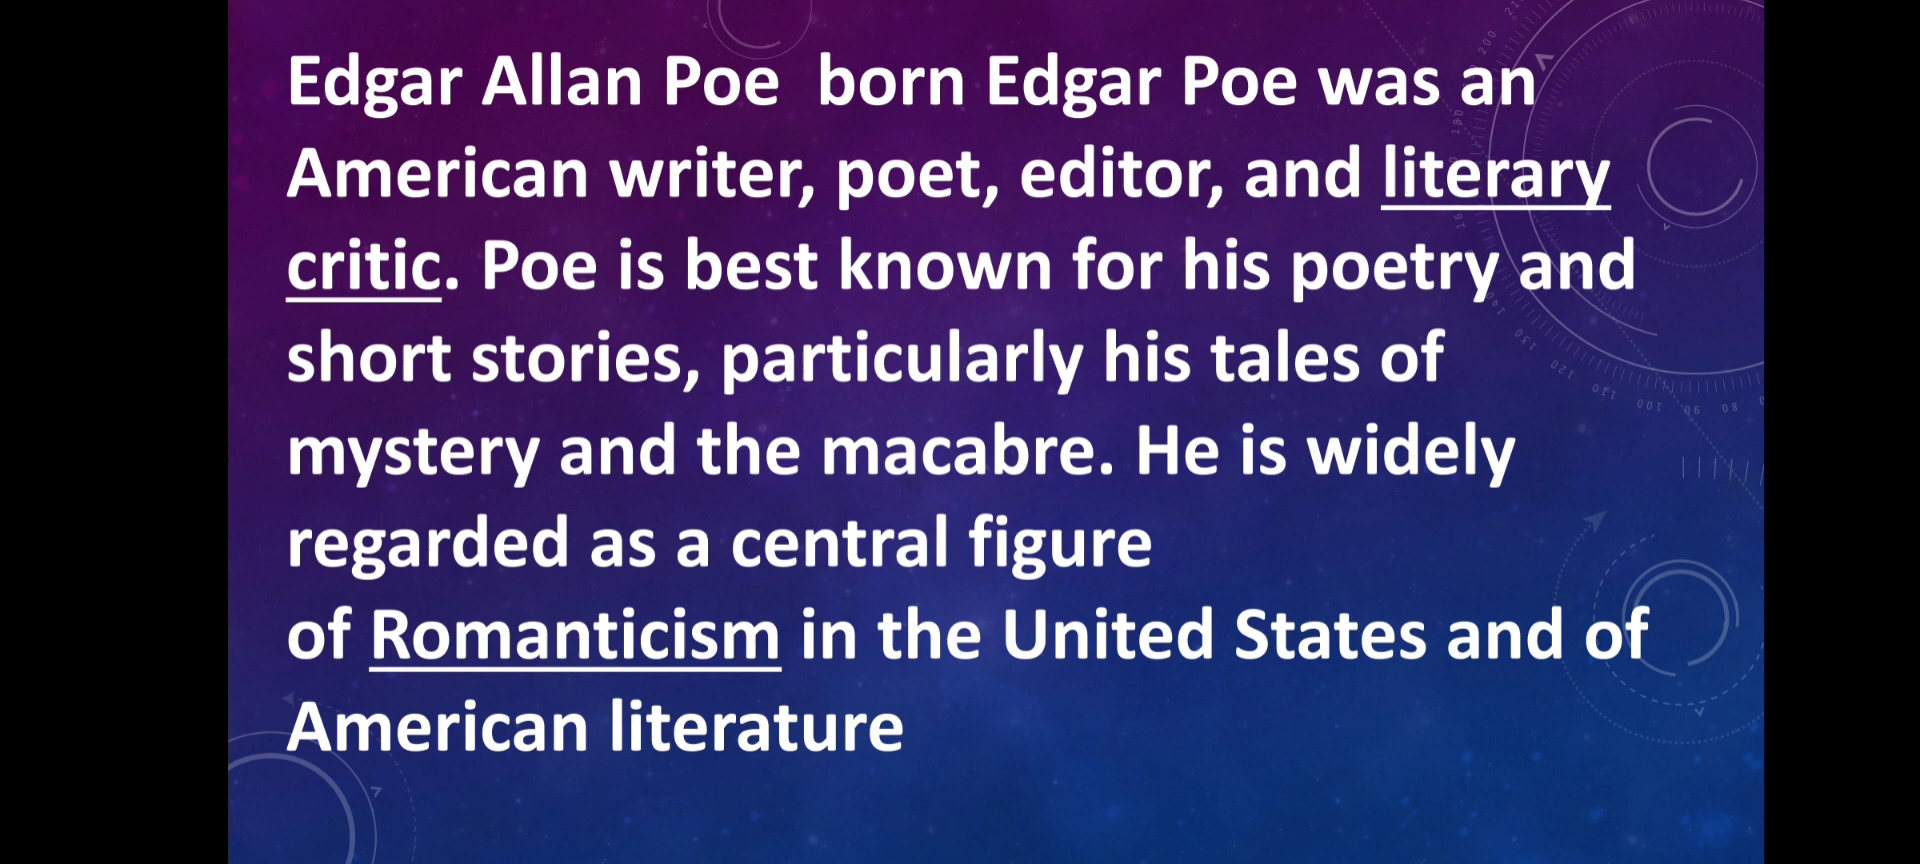 Edgar Allan Poe  born Edgar Poe was an
American writer, poet, editor, and literary
critic. Poe is best known for his poetry and
short stories, particularly his tales of
mystery and the macabre. He is widely
regarded as a central figure
of Romanticism in the United States and of
American literature